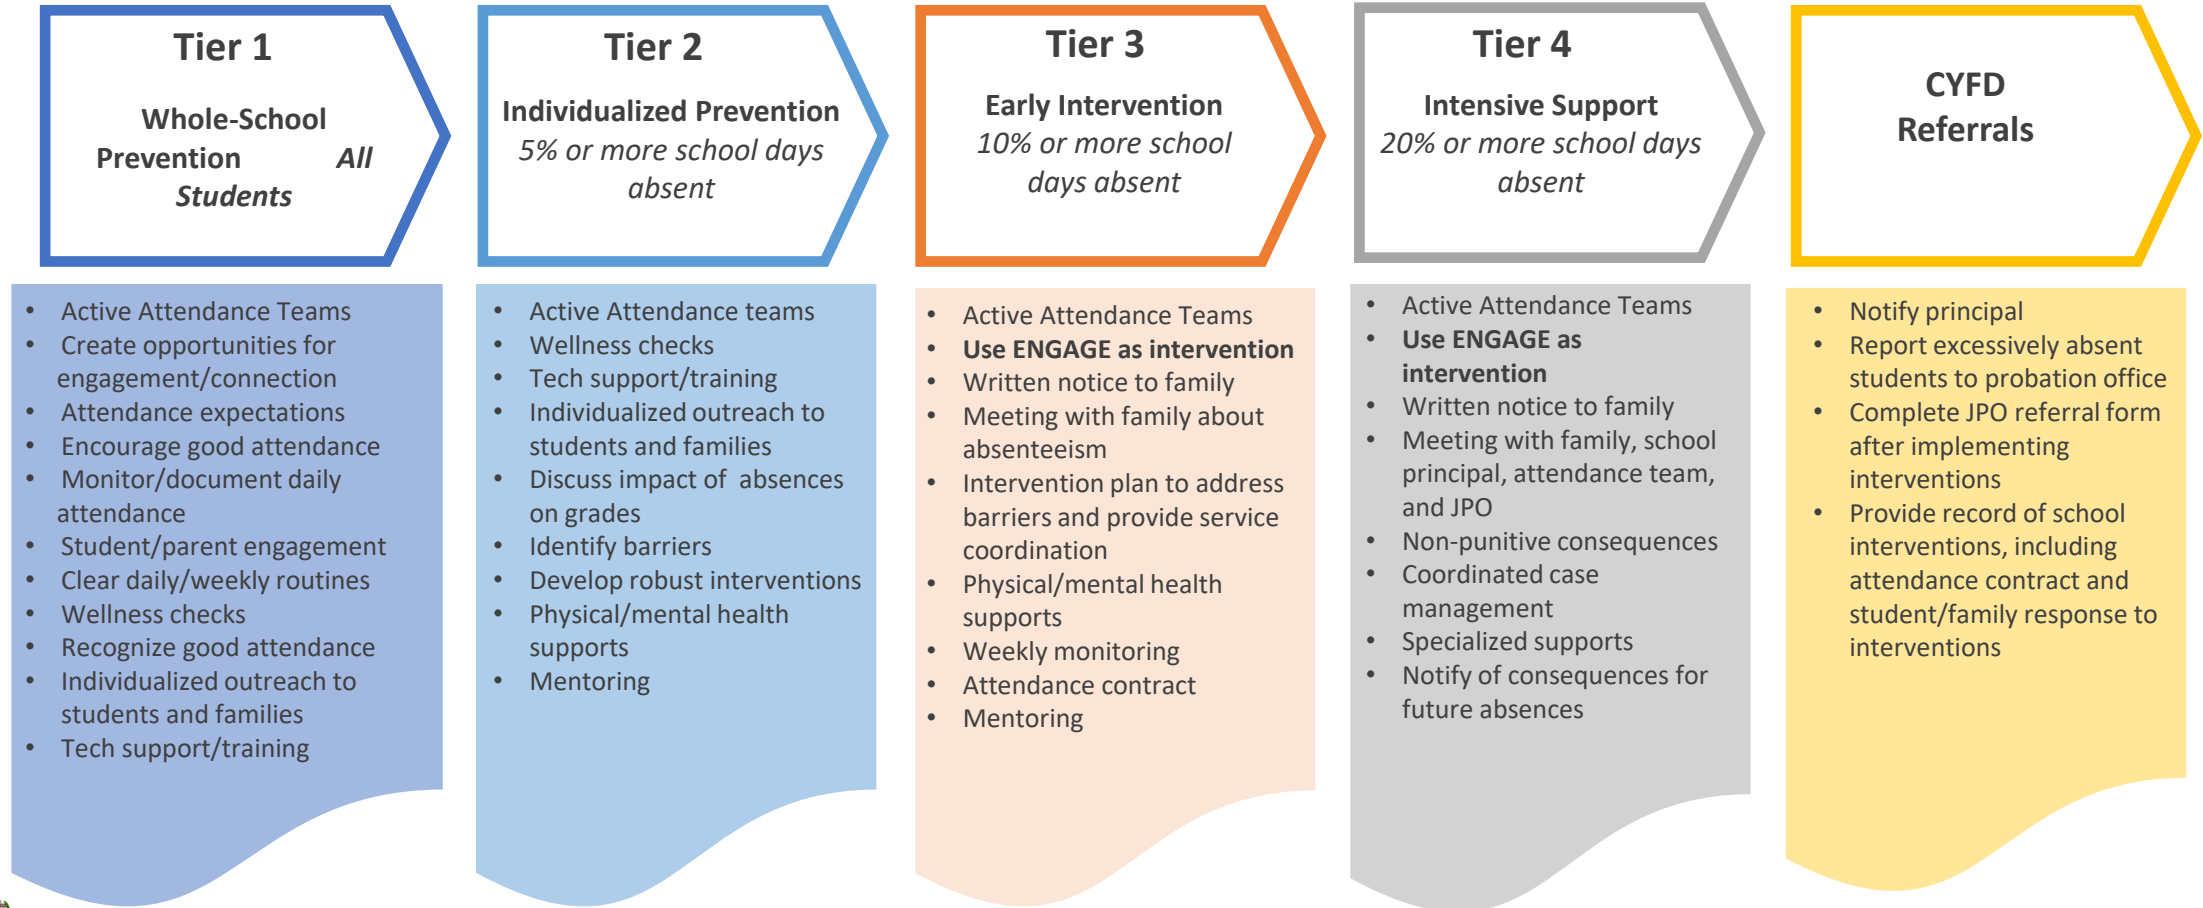 Tier 1
Whole-School
Prevention All
Students
• Active Attendance Teams
• Create opportunities for
engagement/connection
• Attendance expectations
• Encourage good attendance
• Monitor/document daily
attendance
• Student/parent engagement
• Clear daily/weekly routines
• Wellness checks
• Recognize good attendance
• Individualized outreach to
students and families
• Tech support/training
Tier 2
Individualized Prevention
5% or more school days
absent
• Active Attendance teams
• Wellness checks
• Tech support/training
• Individualized outreach to
students and families
• Discuss impact of absences
on grades
• Identify barriers
• Develop robust interventions
• Physical/mental health
supports
• Mentoring
Tier 3
Early Intervention
10% or more school
days absent
• Active Attendance Teams
• Use ENGAGE as intervention
• Written notice to family
• Meeting with family about
absenteeism
• Intervention plan to address
barriers and provide service
coordination
• Physical/mental health
supports
• Weekly monitoring
• Attendance contract
• Mentoring
Tier 4
Intensive Support
20% or more school days
absent
• Active Attendance Teams
• Use ENGAGE as
intervention
• Written notice to family
• Meeting with family, school
principal, attendance team,
and JPO
• Non-punitive consequences
• Coordinated case
management
• Specialized supports
• Notify of consequences for
future absences
CYFD
Referrals
• Notify principal
• Report excessively absent
students to probation office
• Complete JPO referral form
after implementing
interventions
• Provide record of school
interventions, including
attendance contract and
student/family response to
interventions